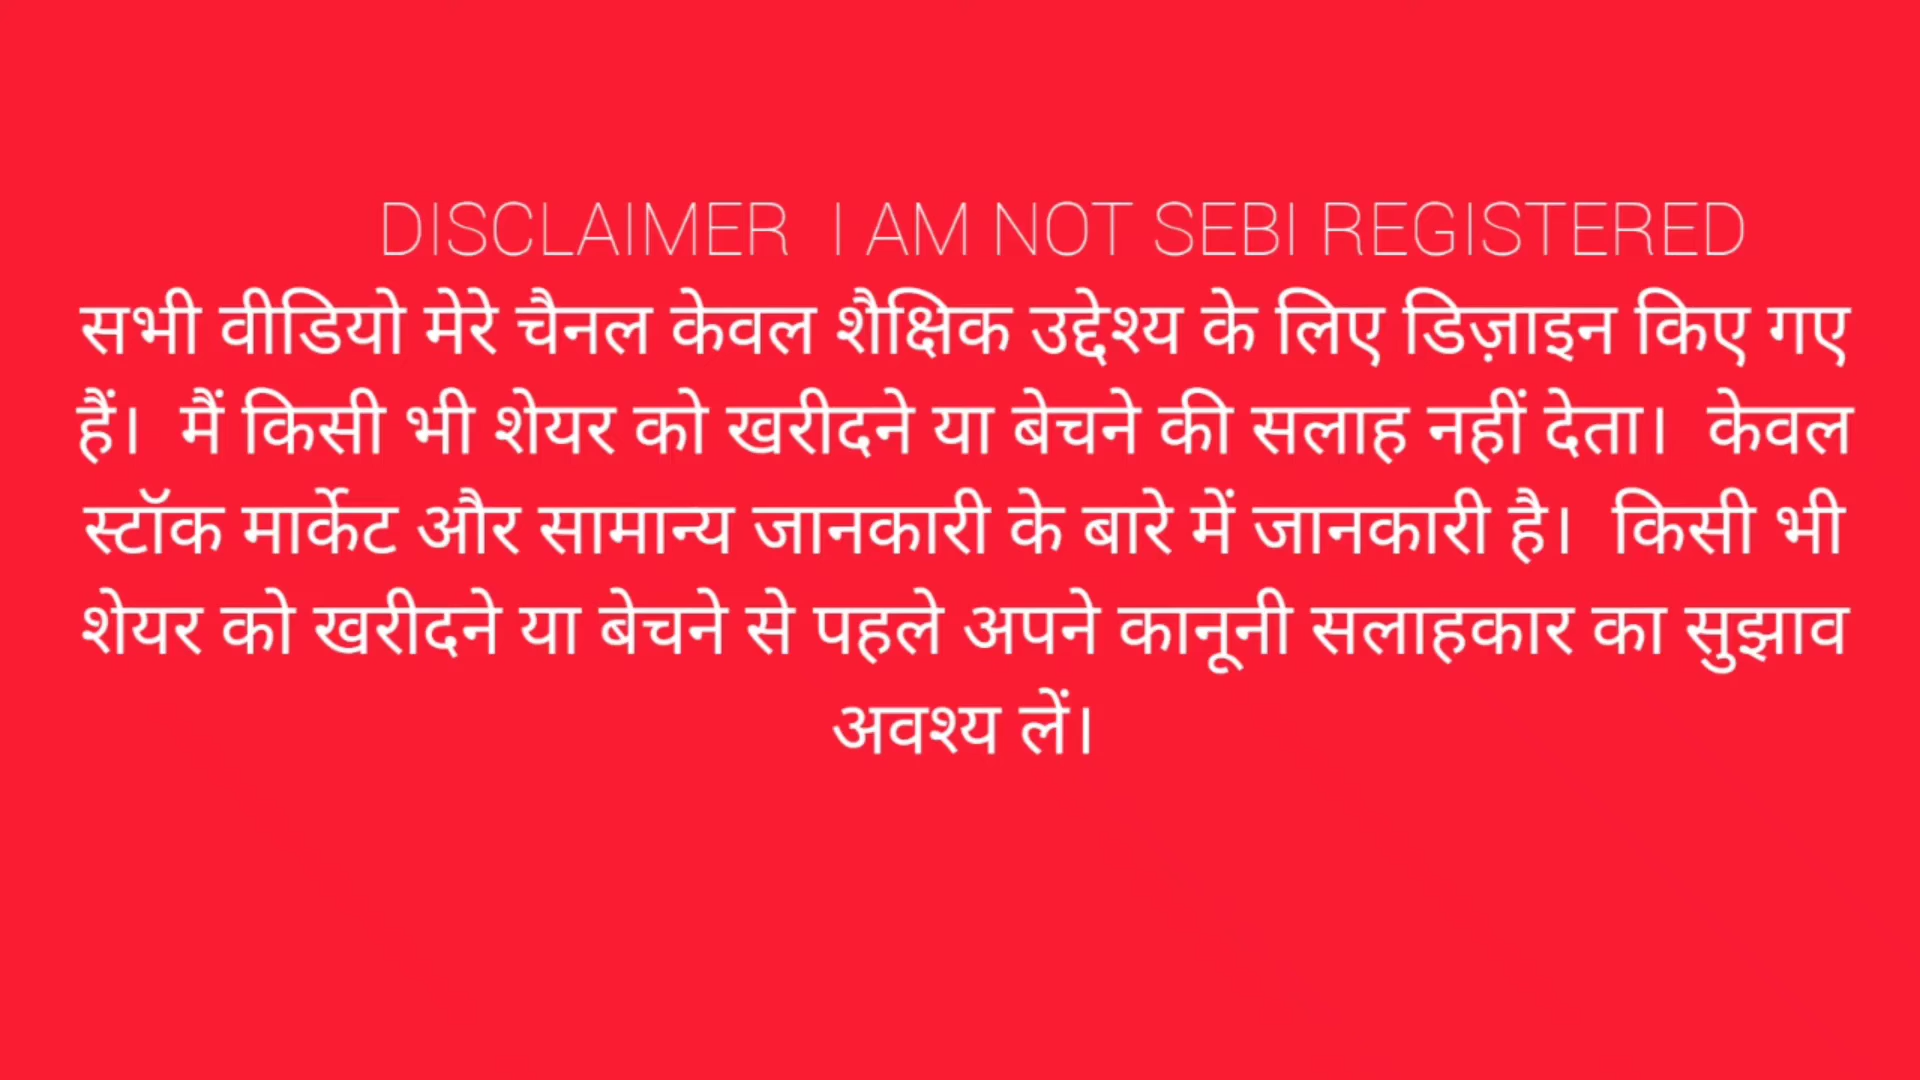 DISCLAIMER  I AM NOT SEBI REGISTERED
सभी वीडियो मेरे चैनल केवल शैक्षिक उद्देश्य के लिए डिज़ाइन किए गए
हैं।  मैं किसी भी शेयर को खरीदने या बेचने की सलाह नहीं देता।  केवल
स्टॉक मार्केट और सामान्य जानकारी के बारे में जानकारी है।  किसी भी
शेयर को खरीदने या बेचने से पहले अपने कानूनी सलाहकार का सुझाव
अवश्य लें।